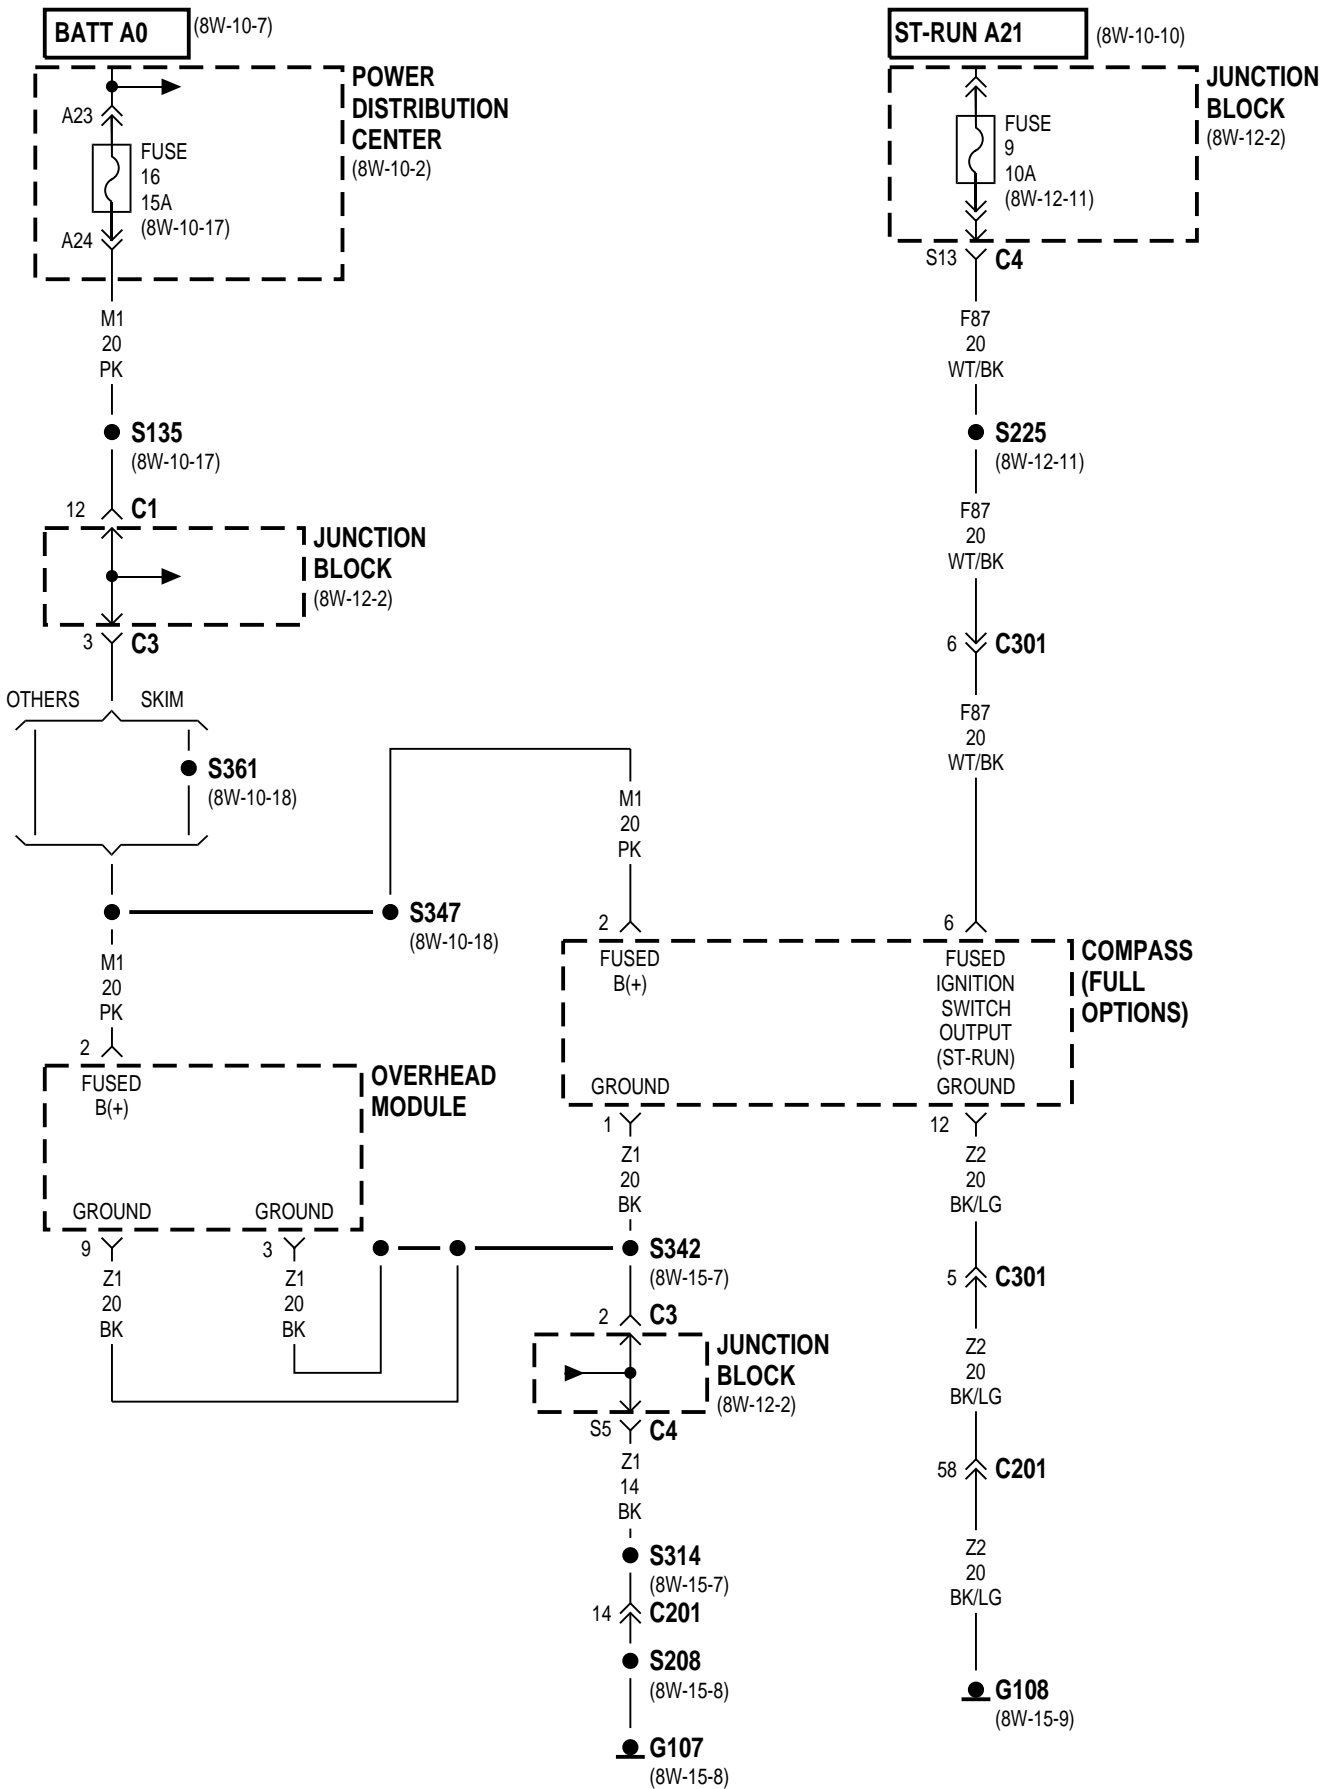 BATT A0
(8W-10-7)
ST-RUN A21
(8W-10-10)
POWER
DISTRIBUTION
CENTER
(8W-10-2)
A23
FUSE
16
15A
(8W-10-17)
A24
JUNCTION
BLOCK
(8W-12-2)
FUSE
9
10A
(8W-12-11)
S13
C4
M1
20
PK
F87
20
WT/BK
S135
(8W-10-17)
S225
(8W-12-11)
12
C1
F87
20
WT/BK
JUNCTION
BLOCK
(8W-12-2)
3
C3
6
C301
OTHERS
SKIM
F87
20
WT/BK
S361
(8W-10-18)
M1
20
PK
S347
(8W-10-18)
M1
20
PK
2
FUSED
B(+)
6
FUSED
IGNITION
SWITCH
OUTPUT
(ST-RUN)
COMPASS
(FULL
OPTIONS)
GROUND
GROUND
2
FUSED
B(+)
OVERHEAD
MODULE
GROUND
GROUND
1
12
Z1
20
BK
Z2
20
BK/LG
9
3
Z1
20
BK
Z1
20
BK
S342
(8W-15-7)
5
C301
2
C3
JUNCTION
BLOCK
(8W-12-2)
Z2
20
BK/LG
S5
C4
Z1
14
BK
58
C201
S314
(8W-15-7)
Z2
20
BK/LG
14
C201
S208
(8W-15-8)
G108
(8W-15-9)
G107
(8W-15-8)